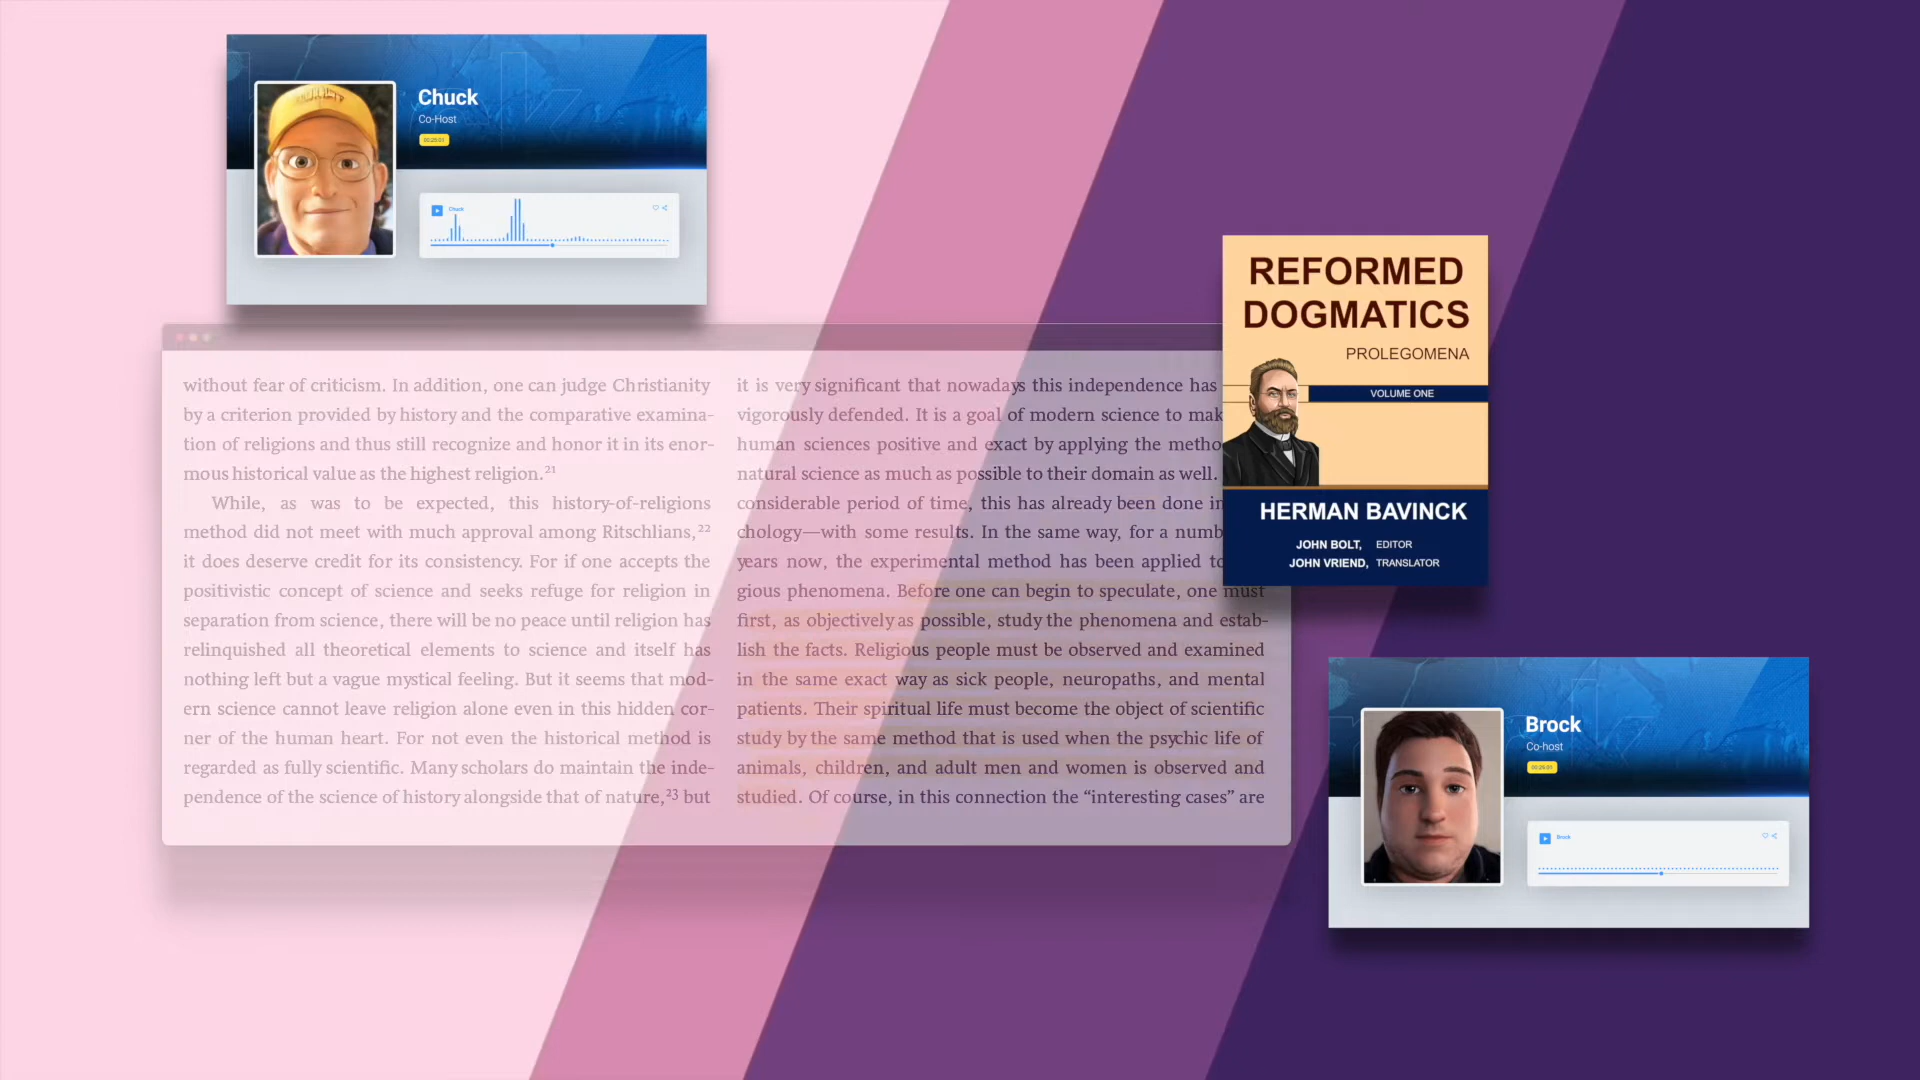 Chuck
Co-Host
00:25:01
Chuck
without fear of criticism. In addition, one can judge Christianity
by a criterion provided by history and the comparative examina-
tion of religions and thus still recognize and honor it in its enor-
mous historical value as the highest religion.21
While, as was to be expected, this history-of-religions
method did not meet with much approval among Ritschlians,22
it does deserve credit for its consistency. For if one accepts the
positivistic concept of science and seeks refuge for religion in
separation from science, there will be no peace until religion has
relinquished all theoretical elements to science and itself has
nothing left but a vague mystical feeling. But it seems that mod-
ern science cannot leave religion alone even in this hidden cor-
ner of the human heart. For not even the historical method is
regarded as fully scientific. Many scholars do maintain the inde-
pendence of the science of history alongside that of nature,23 but
it is very significant that nowadays this independence has
vigorously defended. It is a goal of modern science to mak
human sciences positive and exact by applying the metho
natural science as much as possible to their domain as well.
considerable period of time, this has already been done in
chology—with some results. In the same way, for a numb
years now, the experimental method has been applied to
gious phenomena. Before one can begin to speculate, one must
first, as objectively as possible, study the phenomena and estab-
lish the facts. Religious people must be observed and examined
in the same exact way as sick people, neuropaths, and mental
patients. Their spiritual life must become the object of scientific
study by the same method that is used when the psychic life of
animals, children, and adult men and women is observed and
studied. Of course, in this connection the “interesting cases” are
REFORMED
DOGMATICS
PROLEGOMENA
VOLUME ONE
HERMAN BAVINCK
JOHN BOLT, EDITOR
JOHN VRIEND, TRANSLATOR
Brock
Co-host
00:25:01
Brock